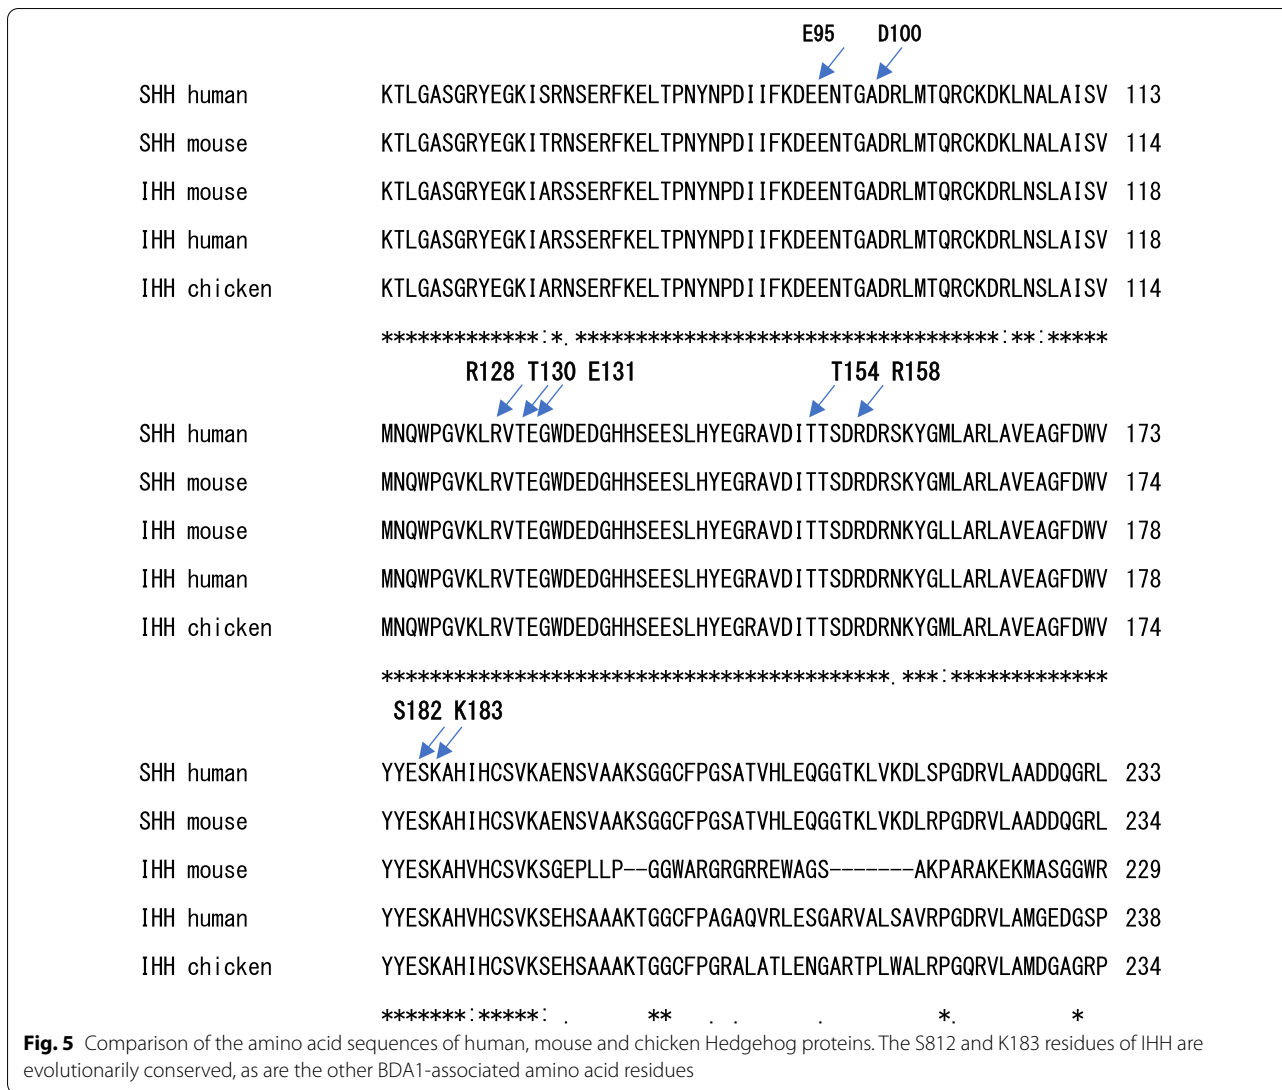 E95 D100
SHH human KTLGASGRYEGKISRNSERFKELTPNYNPDIIFKDEENTGADRLMTQRCKDKLNALAISV 113
SHH mouse KTLGASGRYEGKITRNSERFKELTPNYNPDIIFKDEENTGADRLMTQRCKDKLNALAISV 114
IHH mouse KTLGASGRYEGKIARSSERFKELTPNYNPDIIFKDEENTGADRLMTQRCKDRLNSLAISV 118
IHH human KTLGASGRYEGKIARSSERFKELTPNYNPDIIFKDEENTGADRLMTQRCKDRLNSLAISV 118
IHH chicken KTLGASGRYEGKIARNSERFKELTPNYNPDIIFKDEENTGADRLMTQRCKDRLNSLAISV 114
*************:*.***********************************:**:*****
R128 T130 E131 T154 R158
SHH human MNQWPGVKLRVTEGWDEDGHHSEESLHYEGRAVDITTSDRDRSKYGMLARLAVEAGFDWV 173
SHH mouse MNQWPGVKLRVTEGWDEDGHHSEESLHYEGRAVDITTSDRDRSKYGMLARLAVEAGFDWV 174
IHH mouse MNQWPGVKLRVTEGWDEDGHHSEESLHYEGRAVDITTSDRDRNKYGLLARLAVEAGFDWV 178
IHH human MNQWPGVKLRVTEGWDEDGHHSEESLHYEGRAVDITTSDRDRNKYGLLARLAVEAGFDWV 178
IHH chicken MNQWPGVKLRVTEGWDEDGHHSEESLHYEGRAVDITTSDRDRNKYGMLARLAVEAGFDWV 174
******************************************.***:*************
S182 K183
SHH human YYESKAHIHCSVKAENSVAAKSGGCFPGSATVHLEQGGTKLVKDLSPGDRVLAADDQGRL 233
SHH mouse YYESKAHIHCSVKAENSVAAKSGGCFPGSATVHLEQGGTKLVKDLRPGDRVLAADDQGRL 234
IHH mouse YYESKAHVHCSVKSGEPLLP--GGWARGRGRREWAGS-------AKPARAKEKMASGGWR 229
IHH human YYESKAHVHCSVKSEHSAAAKTGGCFPAGAQVRLESGARVALSAVRPGDRVLAMGEDGSP 238
IHH chicken YYESKAHIHCSVKSEHSAAAKTGGCFPGRALATLENGARTPLWALRPGQRVLAMDGAGRP 234
*******:*****: .      **   . .      .         *.         *
Fig. 5 Comparison of the amino acid sequences of human, mouse and chicken Hedgehog proteins. The S812 and K183 residues of IHH are
evolutionarily conserved, as are the other BDA1-associated amino acid residues